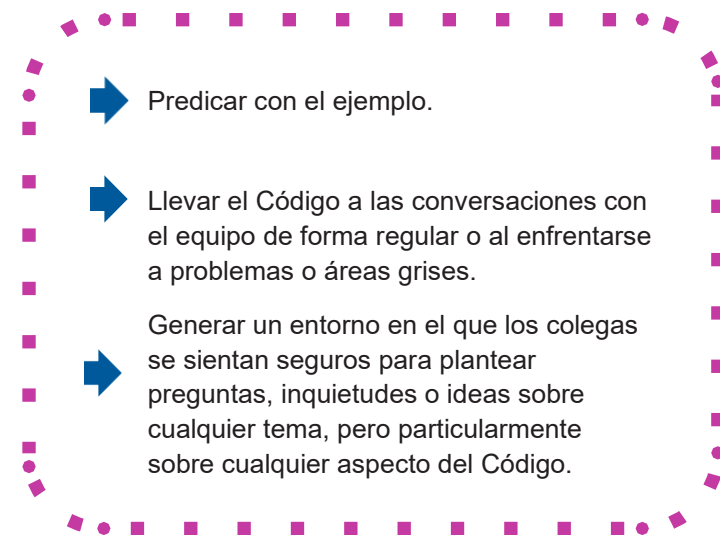 Predicar con el ejemplo.
Llevar el Código a las conversaciones con
el equipo de forma regular o al enfrentarse
a problemas o áreas grises.
Generar un entorno en el que los colegas
se sientan seguros para plantear
preguntas, inquietudes o ideas sobre
cualquier tema, pero particularmente
sobre cualquier aspecto del Código.